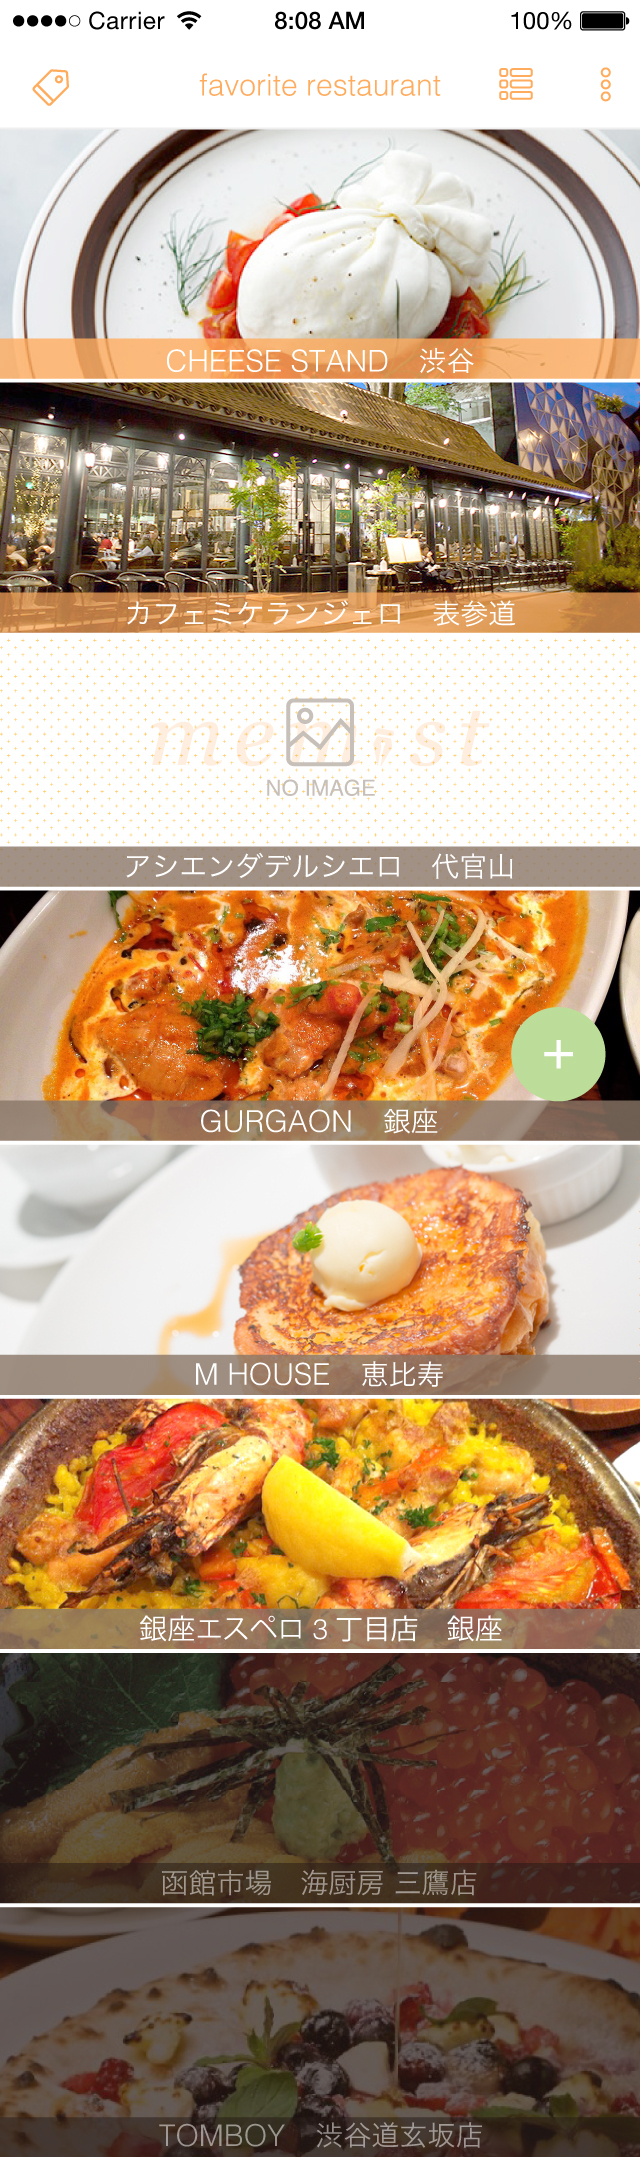 Carrier 8:08 AM 100%
favorite restaurant
CHEESE STAND 渋谷
カフェミケランジェロ 表参道
memist
NO IMAGE
アシエンダデルシエロ 代官山
GURGAON 銀座
M HOUSE 恵比寿
銀座エスペロ3丁目店 銀座
函館市場 海厨房 三鷹店
TOMBOY 渋谷道玄坂店